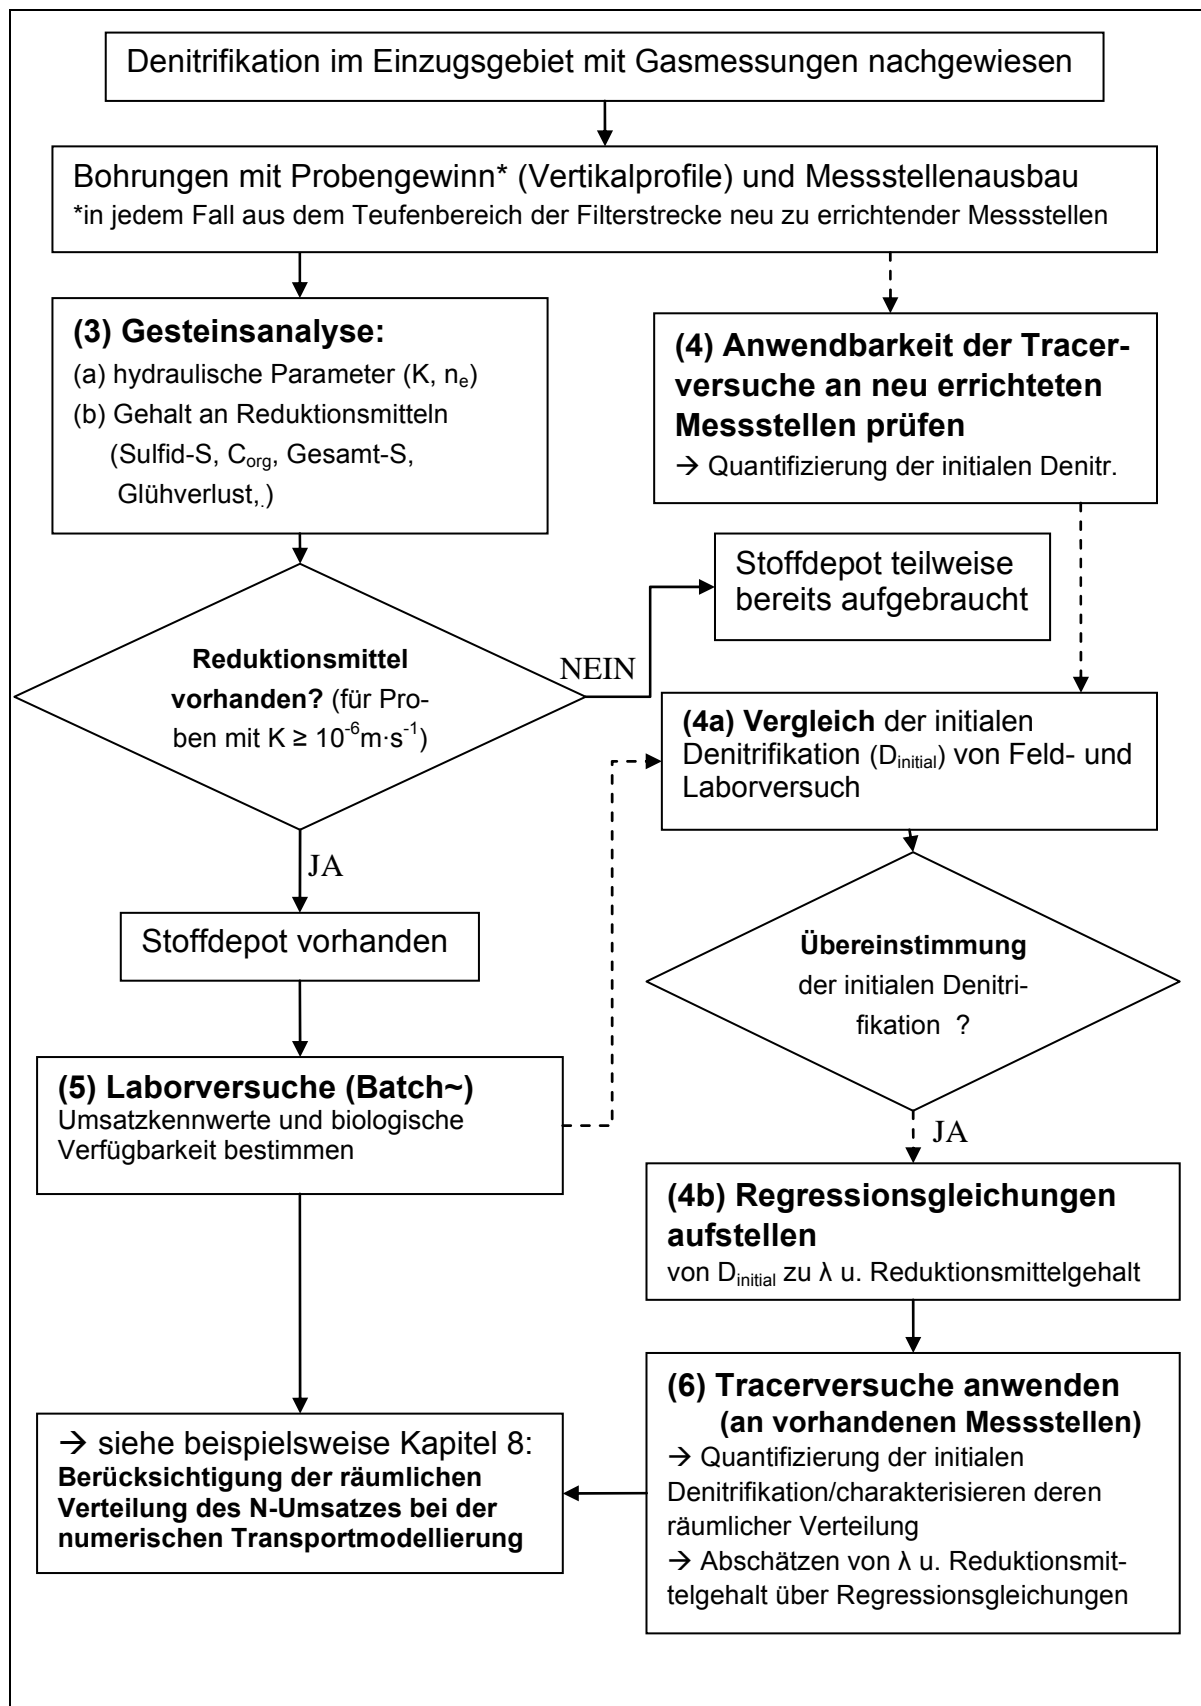 Denitrifikation im Einzugsgebiet mit Gasmessungen nachgewiesen
Bohrungen mit Probengewinn* (Vertikalprofile) und Messstellenausbau
*in jedem Fall aus dem Teufenbereich der Filterstrecke neu zu errichtender Messstellen
(3) Gesteinsanalyse:
(a) hydraulische Parameter (K, nₑ)
(b) Gehalt an Reduktionsmitteln
(Sulfid-S, C_org, Gesamt-S,
Glühverlust,.)
(4) Anwendbarkeit der Tracer-
versuche an neu errichteten
Messstellen prüfen
→ Quantifizierung der initialen Denitr.
Stoffdepot teilweise
bereits aufgebraucht
Reduktionsmittel
vorhanden? (für Pro-
ben mit K ≥ 10⁻⁶m·s⁻¹)
NEIN
JA
(4a) Vergleich der initialen
Denitrifikation (D_initial) von Feld- und
Laborversuch
Stoffdepot vorhanden
Übereinstimmung
der initialen Denitri-
fikation ?
JA
(5) Laborversuche (Batch~)
Umsatzkennwerte und biologische
Verfügbarkeit bestimmen
(4b) Regressionsgleichungen
aufstellen
von D_initial zu λ u. Reduktionsmittelgehalt
(6) Tracerversuche anwenden
(an vorhandenen Messstellen)
→ Quantifizierung der initialen
Denitrifikation/charakterisieren deren
räumlicher Verteilung
→ Abschätzen von λ u. Reduktionsmit-
telgehalt über Regressionsgleichungen
→ siehe beispielsweise Kapitel 8:
Berücksichtigung der räumlichen
Verteilung des N-Umsatzes bei der
numerischen Transportmodellierung